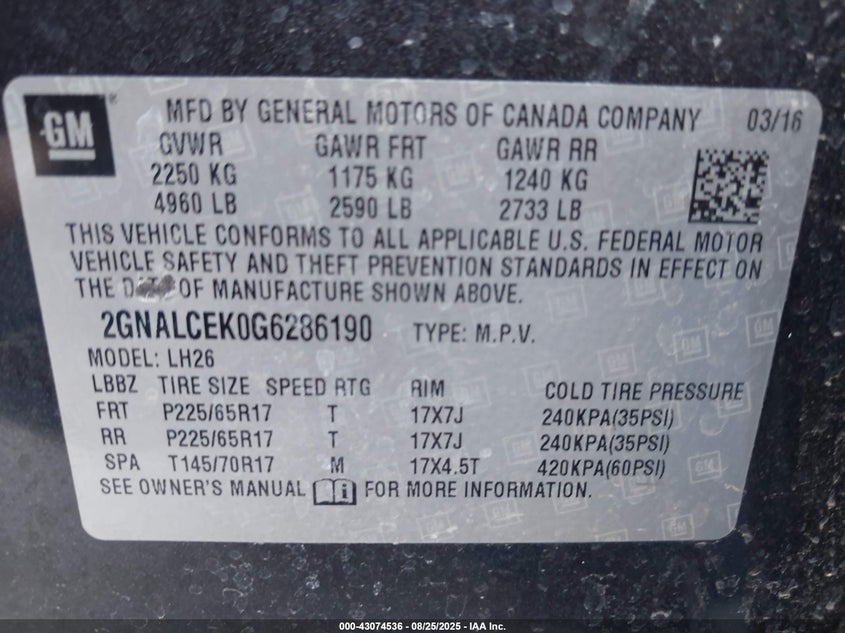 GM ® MFD BY GENERAL MOTORS OF CANADA COMPANY 03/16
GVWR GAWR FRT GAWR RR
2250 KG 1175 KG 1240 KG
4960 LB 2590 LB 2733 LB
THIS VEHICLE CONFORMS TO ALL APPLICABLE U.S. FEDERAL MOTOR
VEHICLE SAFETY AND THEFT PREVENTION STANDARDS IN EFFECT ON
THE OF MANUFACTURE SHOWN ABOVE.
2GNALCEK0G6286190 TYPE: M.P.V.
MODEL: LH26
LBBZ TIRE SIZE SPEED RTG RIM COLD TIRE PRESSURE
FRT P225/65R17 T 17X7J 240KPA(35PSI)
RR P225/65R17 T 17X7J 240KPA(35PSI)
SPA T145/70R17 M 17X4.5T 420KPA(60PSI)
SEE OWNER'S MANUAL i FOR MORE INFORMATION.
000-43074536 - 08/25/2025 - IAA Inc.